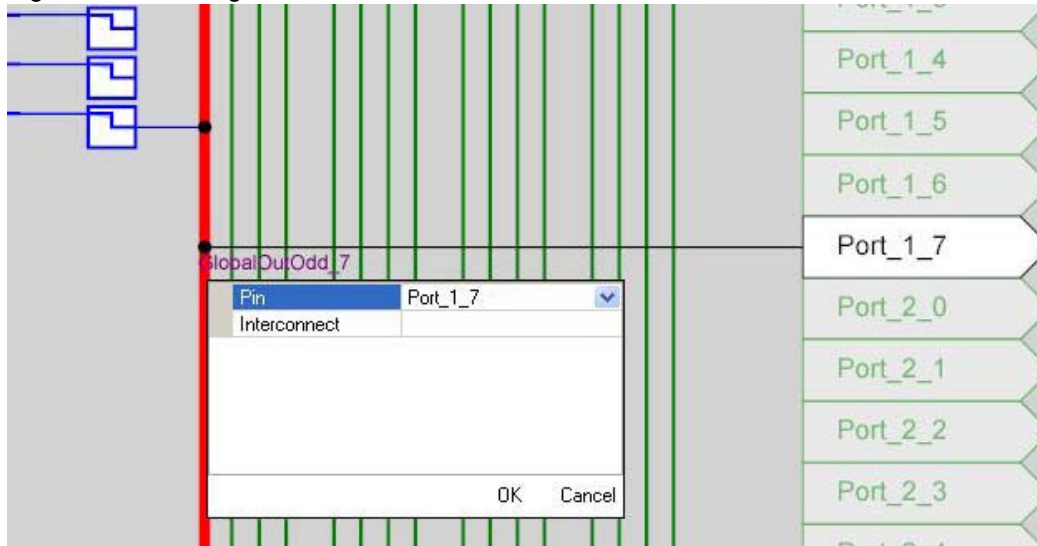 Port_1_4
Port_1_5
Port_1_6
Port_1_7
GlobalOutOdd_7
Pin Port_1_7
Interconnect
Port_2_0
Port_2_1
Port_2_2
OK Cancel
Port_2_3